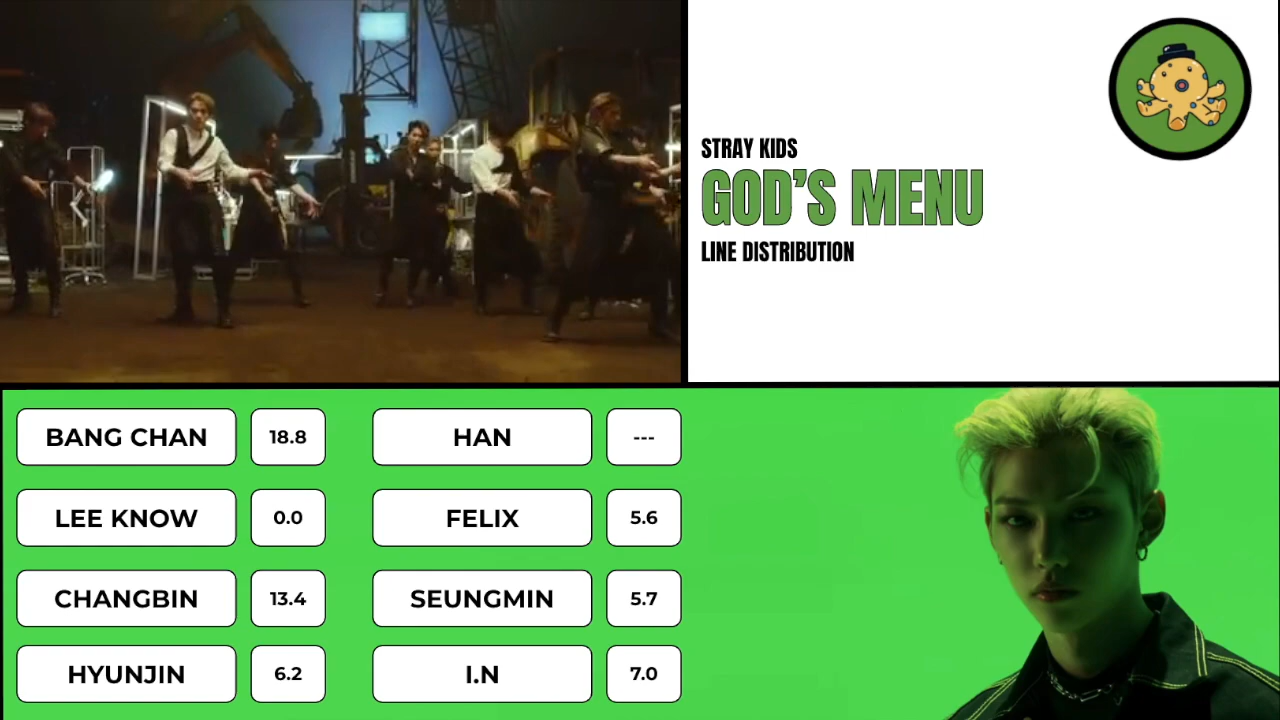 STRAY KIDS
GOD'S MENU
LINE DISTRIBUTION
BANG CHAN 18.8 HAN ---
LEE KNOW 0.0 FELIX 5.6
CHANGBIN 13.4 SEUNGMIN 5.7
HYUNJIN 6.2 I.N 7.0